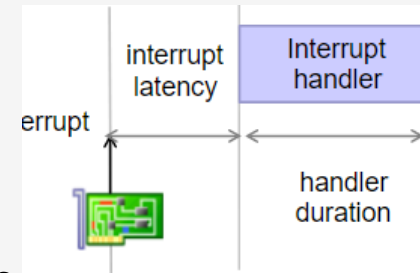 interrupt
latency
Interrupt
handler
errupt
handler
duration